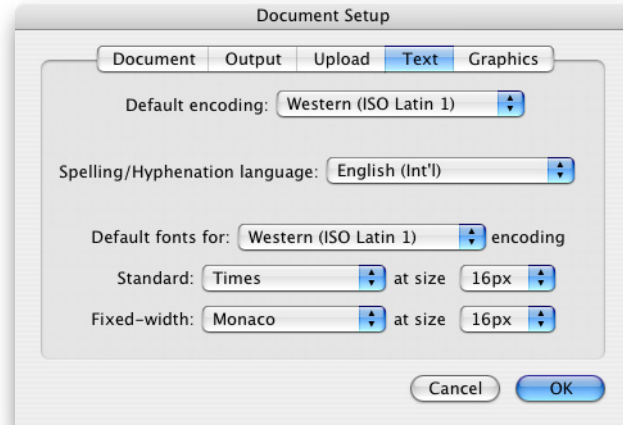 Document Setup
Document Output Upload Text Graphics
Default encoding: Western (ISO Latin 1)
Spelling/Hyphenation language: English (Int'l)
Default fonts for: Western (ISO Latin 1) encoding
Standard: Times at size 16px
Fixed-width: Monaco at size 16px
Cancel OK